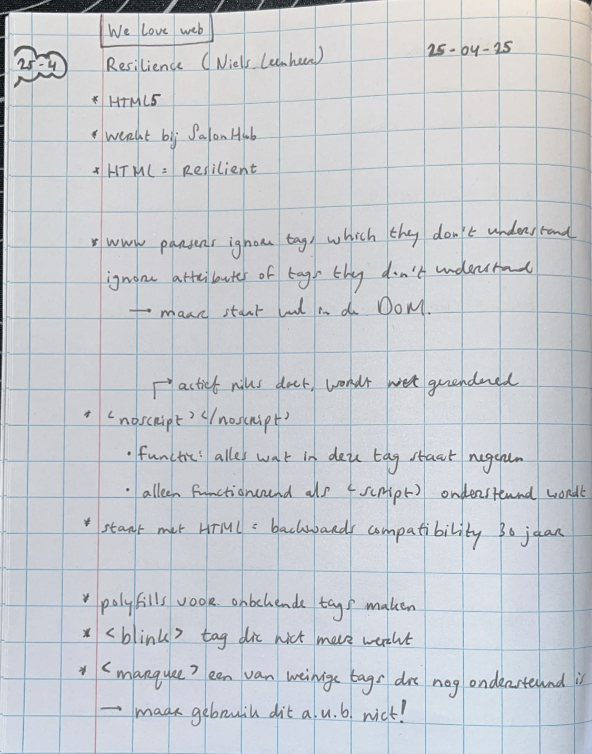 We Love web
25-4
Resilience (Niels Leenheer)
25-04-25
* HTML5
* werkt bij SalonHub
* HTML = Resilient
* www parsers ignore tags which they don't understand
ignore attributes of tags they don't understand
→ maar staat wel in de DOM.
→ actief niks doet, wordt wet gerendered
* <noscript></noscript>
• functie: alles wat in deze tag staat negeren
• alleen functionerend als <script> ondersteund wordt
* start met HTML = backwards compatibility 30 jaar
* polyfills voor onbekende tags maken
* <blink> tag die niet meer werkt
* <marquee> een van weinige tags die nog ondersteund is
→ maar gebruik dit a.u.b. niet!